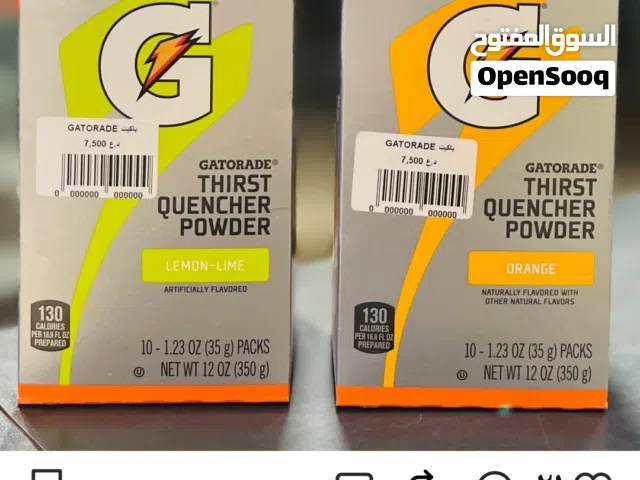 السوق المفتوح
OpenSooq
G
GATORADE باكيت
7,500 د.ع
0 000000 000000
GATORADE®
THIRST
QUENCHER
POWDER
LEMON-LIME
ARTIFICIALLY FLAVORED
130
CALORIES
PER 16.9 FL OZ
PREPARED
10 - 1.23 OZ (35 g) PACKS
NET WT 12 OZ (350 g)
G
GATORADE باكيت
7,500 د.ع
0 000000 000000
GATORADE®
THIRST
QUENCHER
POWDER
ORANGE
NATURALLY FLAVORED WITH
OTHER NATURAL FLAVORS
130
CALORIES
PER 16.9 FL OZ
PREPARED
10 - 1.23 OZ (35 g) PACKS
NET WT 12 OZ (350 g)